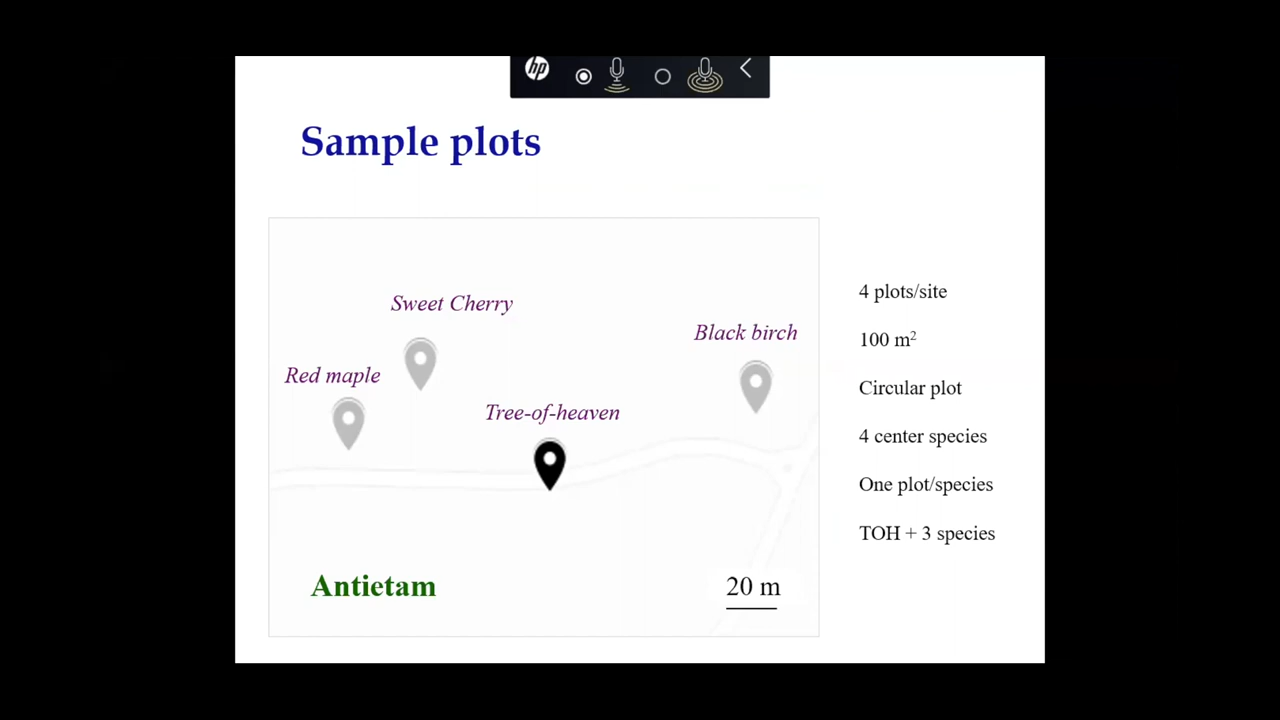 hp
Sample plots
Sweet Cherry
Black birch
Red maple
Tree-of-heaven
Antietam
20 m
4 plots/site
100 m²
Circular plot
4 center species
One plot/species
TOH + 3 species